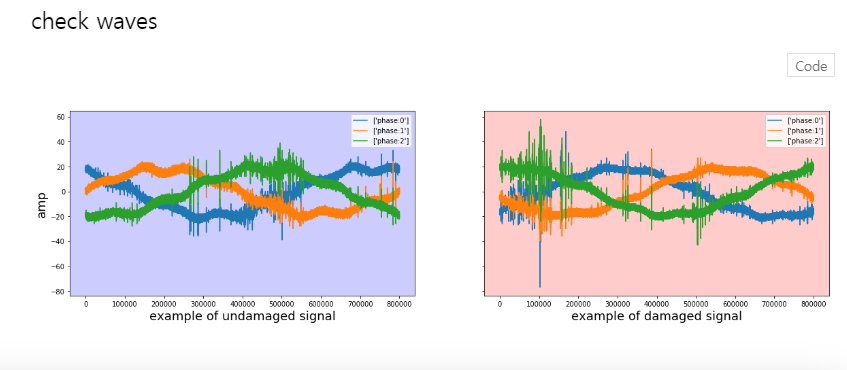 check waves
Code
60
40
20
0
−20
−40
−60
−80
amp
['phase:0']
['phase:1']
['phase:2']
0 100000 200000 300000 400000 500000 600000 700000 800000
example of undamaged signal
['phase:0']
['phase:1']
['phase:2']
0 100000 200000 300000 400000 500000 600000 700000 800000
example of damaged signal